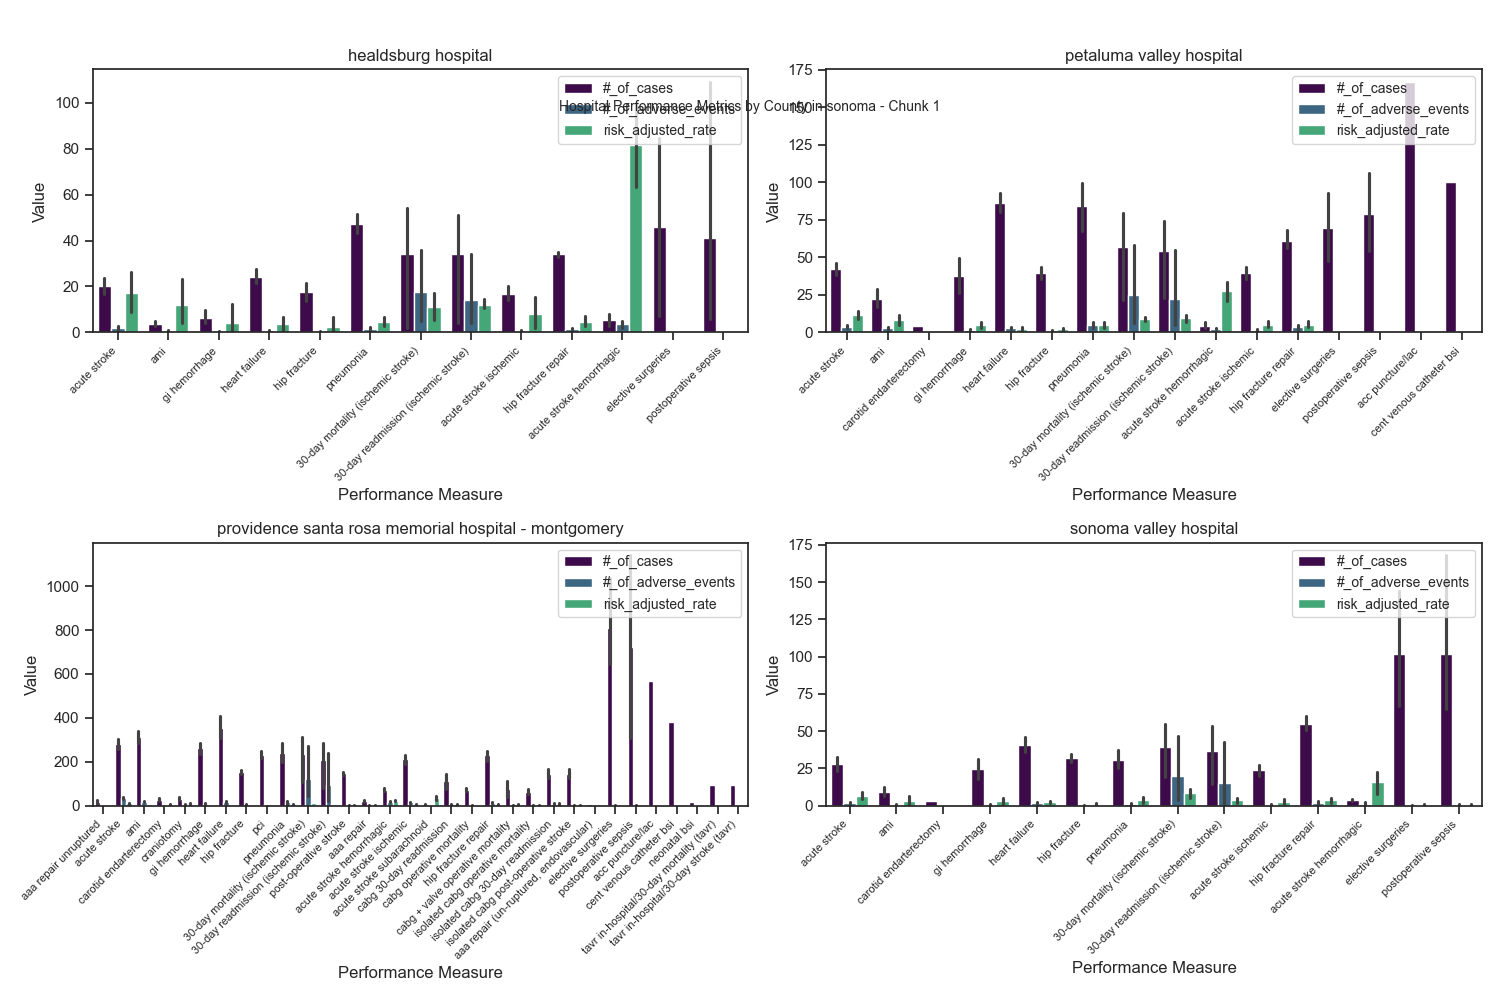 healdsburg hospital
Value
100
80
60
40
20
0
#_of_cases
#_of_adverse_events
risk_adjusted_rate
acute stroke
ami
gi hemorrhage
heart failure
hip fracture
pneumonia
30-day mortality (ischemic stroke)
30-day readmission (ischemic stroke)
acute stroke ischemic
hip fracture repair
acute stroke hemorrhagic
elective surgeries
postoperative sepsis
Performance Measure
Hospital Performance Metrics by County in sonoma - Chunk 1
petaluma valley hospital
Value
175
150
125
100
75
50
25
0
#_of_cases
#_of_adverse_events
risk_adjusted_rate
acute stroke
ami
carotid endarterectomy
gi hemorrhage
heart failure
hip fracture
pneumonia
30-day mortality (ischemic stroke)
30-day readmission (ischemic stroke)
acute stroke hemorrhagic
acute stroke ischemic
hip fracture repair
elective surgeries
postoperative sepsis
acc puncture/lac
cent venous catheter bsi
Performance Measure
providence santa rosa memorial hospital - montgomery
Value
1000
800
600
400
200
0
#_of_cases
#_of_adverse_events
risk_adjusted_rate
aaa repair unruptured
acute stroke
ami
carotid endarterectomy
craniotomy
gi hemorrhage
heart failure
hip fracture
pci
pneumonia
30-day mortality (ischemic stroke)
30-day readmission (ischemic stroke)
post-operative stroke
aaa repair
acute stroke hemorrhagic
acute stroke ischemic
acute stroke subarachnoid
cabg 30-day readmission
cabg operative mortality
hip fracture repair
cabg + valve operative mortality
isolated cabg operative mortality
isolated cabg 30-day readmission
isolated cabg post-operative stroke
aaa repair (un-ruptured, endovascular)
elective surgeries
postoperative sepsis
acc puncture/lac
cent venous catheter bsi
neonatal bsi
tavr in-hospital/30-day mortality (tavr)
tavr in-hospital/30-day stroke (tavr)
Performance Measure
sonoma valley hospital
Value
175
150
125
100
75
50
25
0
#_of_cases
#_of_adverse_events
risk_adjusted_rate
acute stroke
ami
carotid endarterectomy
gi hemorrhage
heart failure
hip fracture
pneumonia
30-day mortality (ischemic stroke)
30-day readmission (ischemic stroke)
acute stroke ischemic
hip fracture repair
acute stroke hemorrhagic
elective surgeries
postoperative sepsis
Performance Measure